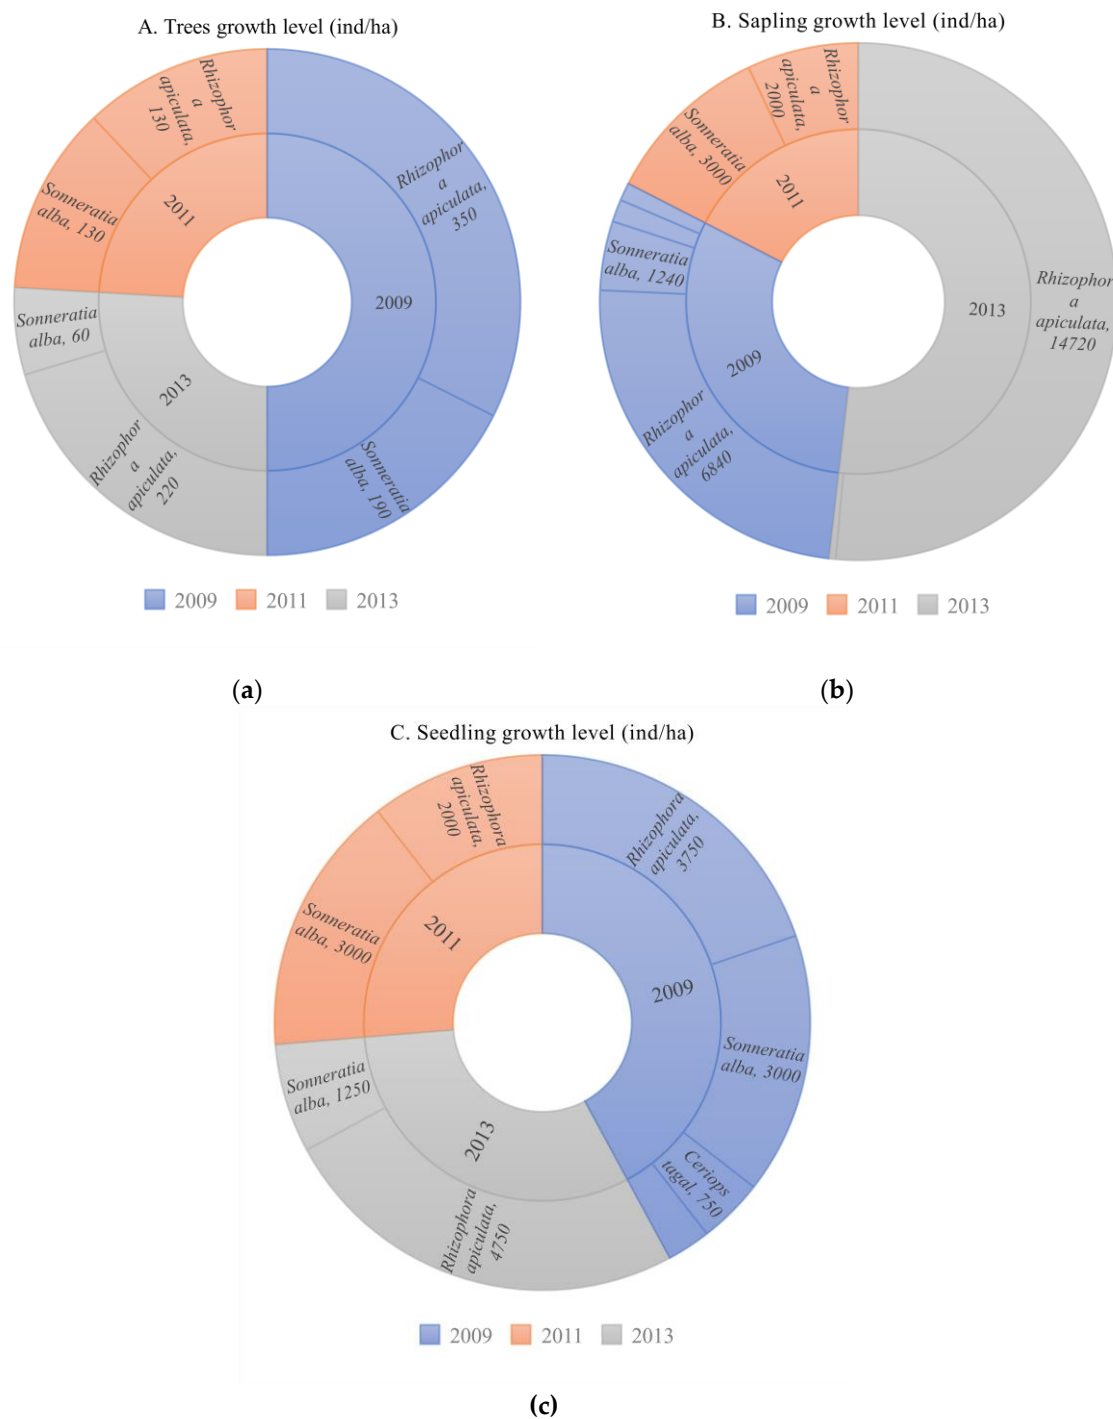 A. Trees growth level (ind/ha)
Rhizophor
a
apiculata,
130
Rhizophor
a
apiculata,
350
Sonneratia
alba, 130
2011
2009
Sonneratia
alba, 60
2013
Rhizophor
a
apiculata,
220
Sonneratia
alba, 190
2009
2011
2013
(a)
B. Sapling growth level (ind/ha)
Rhizophor
a
apiculata,
2000
Sonneratia
alba, 3000
2011
Sonneratia
alba, 1240
2013
Rhizophor
a
apiculata,
14720
2009
Rhizophor
a
apiculata,
6840
2009
2011
2013
(b)
C. Seedling growth level (ind/ha)
Rhizophora
apiculata,
2000
Rhizophora
apiculata,
3750
Sonneratia
alba, 3000
2011
2009
Sonneratia
alba, 3000
Sonneratia
alba, 1250
2013
Ceriops
tagal, 750
Rhizophora
apiculata,
4750
2009
2011
2013
(c)